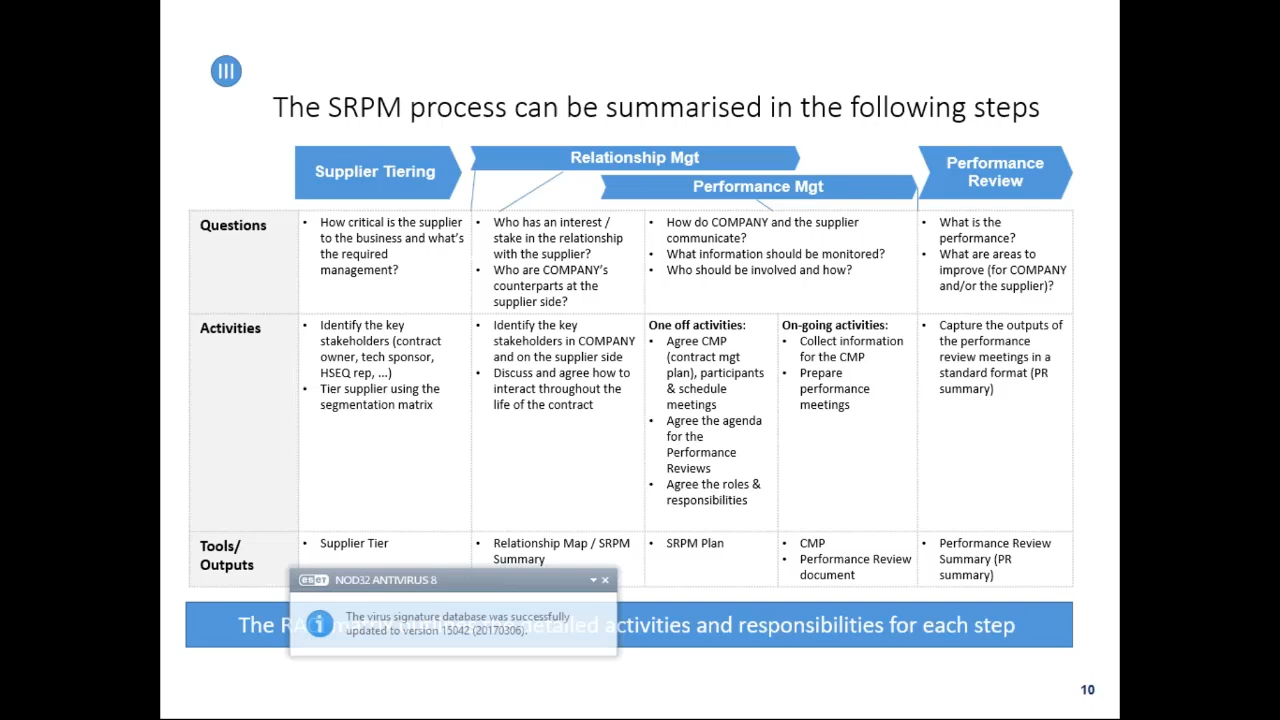 III
The SRPM process can be summarised in the following steps
Supplier Tiering
Relationship Mgt
Performance Mgt
Performance
Review
Questions
• How critical is the supplier
to the business and what's
the required
management?
• Who has an interest /
stake in the relationship
with the supplier?
• Who are COMPANY's
counterparts at the
supplier side?
• How do COMPANY and the supplier
communicate?
• What information should be monitored?
• Who should be involved and how?
• What is the
performance?
• What are areas to
improve (for COMPANY
and/or the supplier)?
Activities
• Identify the key
stakeholders (contract
owner, tech sponsor,
HSEQ rep, ...)
• Tier supplier using the
segmentation matrix
• Identify the key
stakeholders in COMPANY
and on the supplier side
• Discuss and agree how to
interact throughout the
life of the contract
One off activities:
• Agree CMP
(contract mgt
plan), participants
& schedule
meetings
• Agree the agenda
for the
Performance
Reviews
• Agree the roles &
responsibilities
On-going activities:
• Collect information
for the CMP
• Prepare
performance
meetings
• Capture the outputs of
the performance
review meetings in a
standard format (PR
summary)
Tools/
Outputs
• Supplier Tier
• Relationship Map / SRPM
Summary
• SRPM Plan
• CMP
• Performance Review
document
• Performance Review
Summary (PR
summary)
eset NOD32 ANTIVIRUS 8
The virus signature database was successfully
updated to version 15042 (20170306).
The detailed activities and responsibilities for each step
10